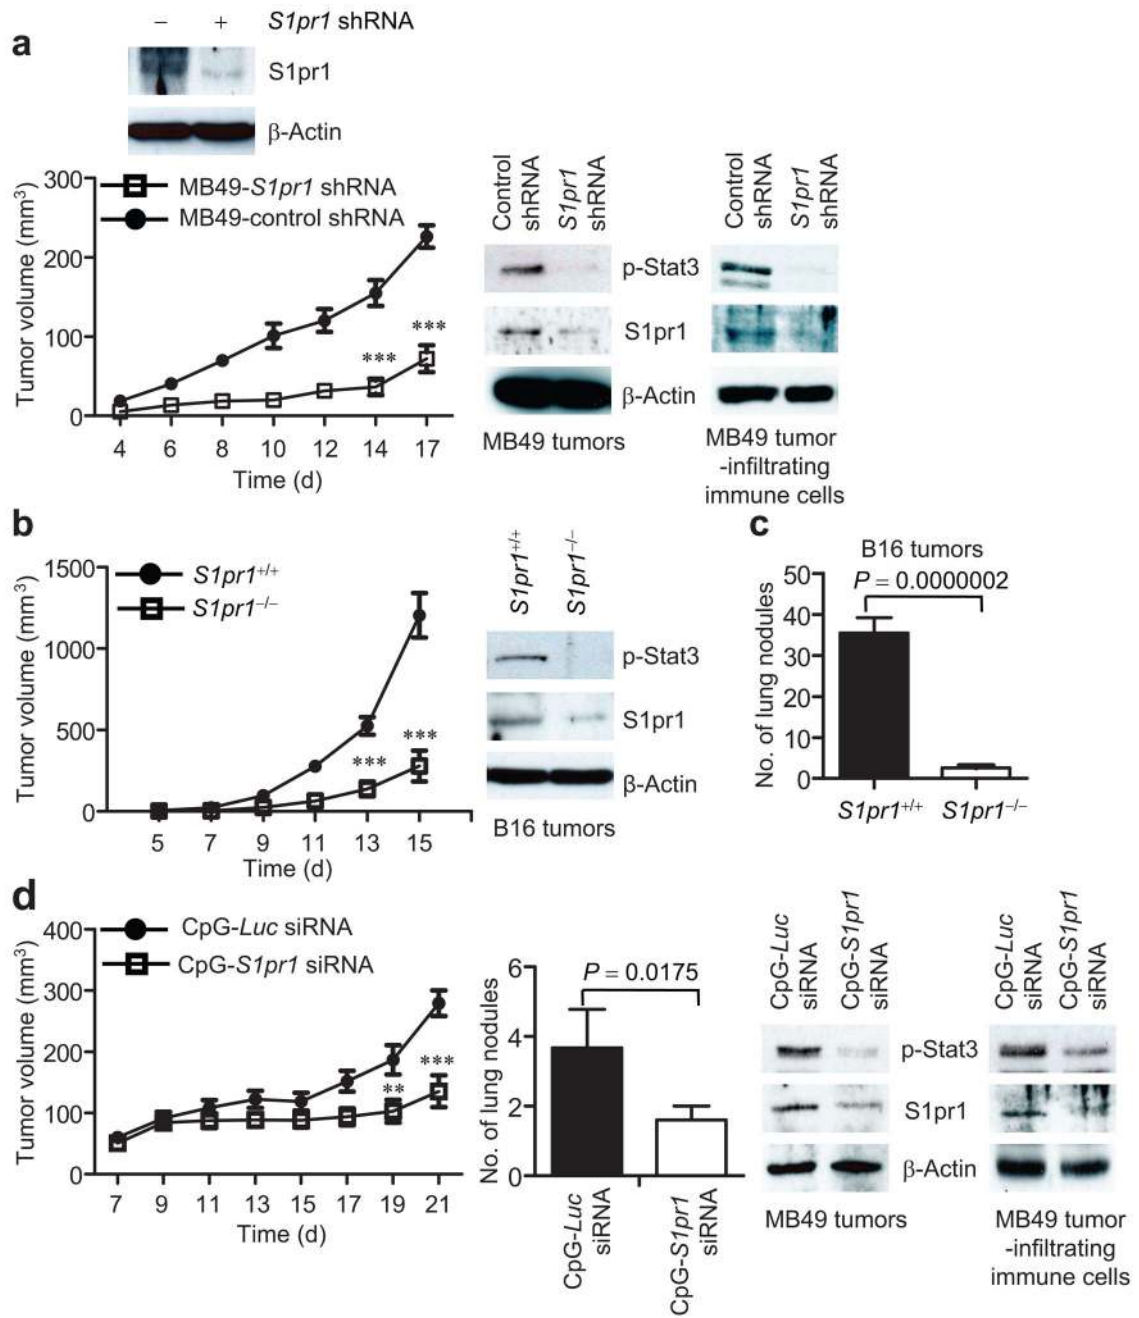 a
− + S1pr1 shRNA
S1pr1
β-Actin
Tumor volume (mm³)
300
200
100
0
MB49-S1pr1 shRNA
MB49-control shRNA
***
***
4 6 8 10 12 14 17
Time (d)
Control
shRNA
S1pr1
shRNA
Control
shRNA
S1pr1
shRNA
p-Stat3
S1pr1
β-Actin
MB49 tumors
MB49 tumor
-infiltrating
immune cells
b
Tumor volume (mm³)
1500
1000
500
0
S1pr1+/+
S1pr1−/−
***
***
5 7 9 11 13 15
Time (d)
S1pr1+/+
S1pr1−/−
p-Stat3
S1pr1
β-Actin
B16 tumors
c
B16 tumors
P = 0.0000002
No. of lung nodules
50
40
30
20
10
0
S1pr1+/+ S1pr1−/−
d
Tumor volume (mm³)
400
300
200
100
0
CpG-Luc siRNA
CpG-S1pr1 siRNA
**
***
7 9 11 13 15 17 19 21
Time (d)
No. of lung nodules
6
4
2
0
P = 0.0175
CpG-Luc
siRNA
CpG-S1pr1
siRNA
CpG-Luc
siRNA
CpG-S1pr1
siRNA
CpG-Luc
siRNA
CpG-S1pr1
siRNA
p-Stat3
S1pr1
β-Actin
MB49 tumors
MB49 tumor
-infiltrating
immune cells